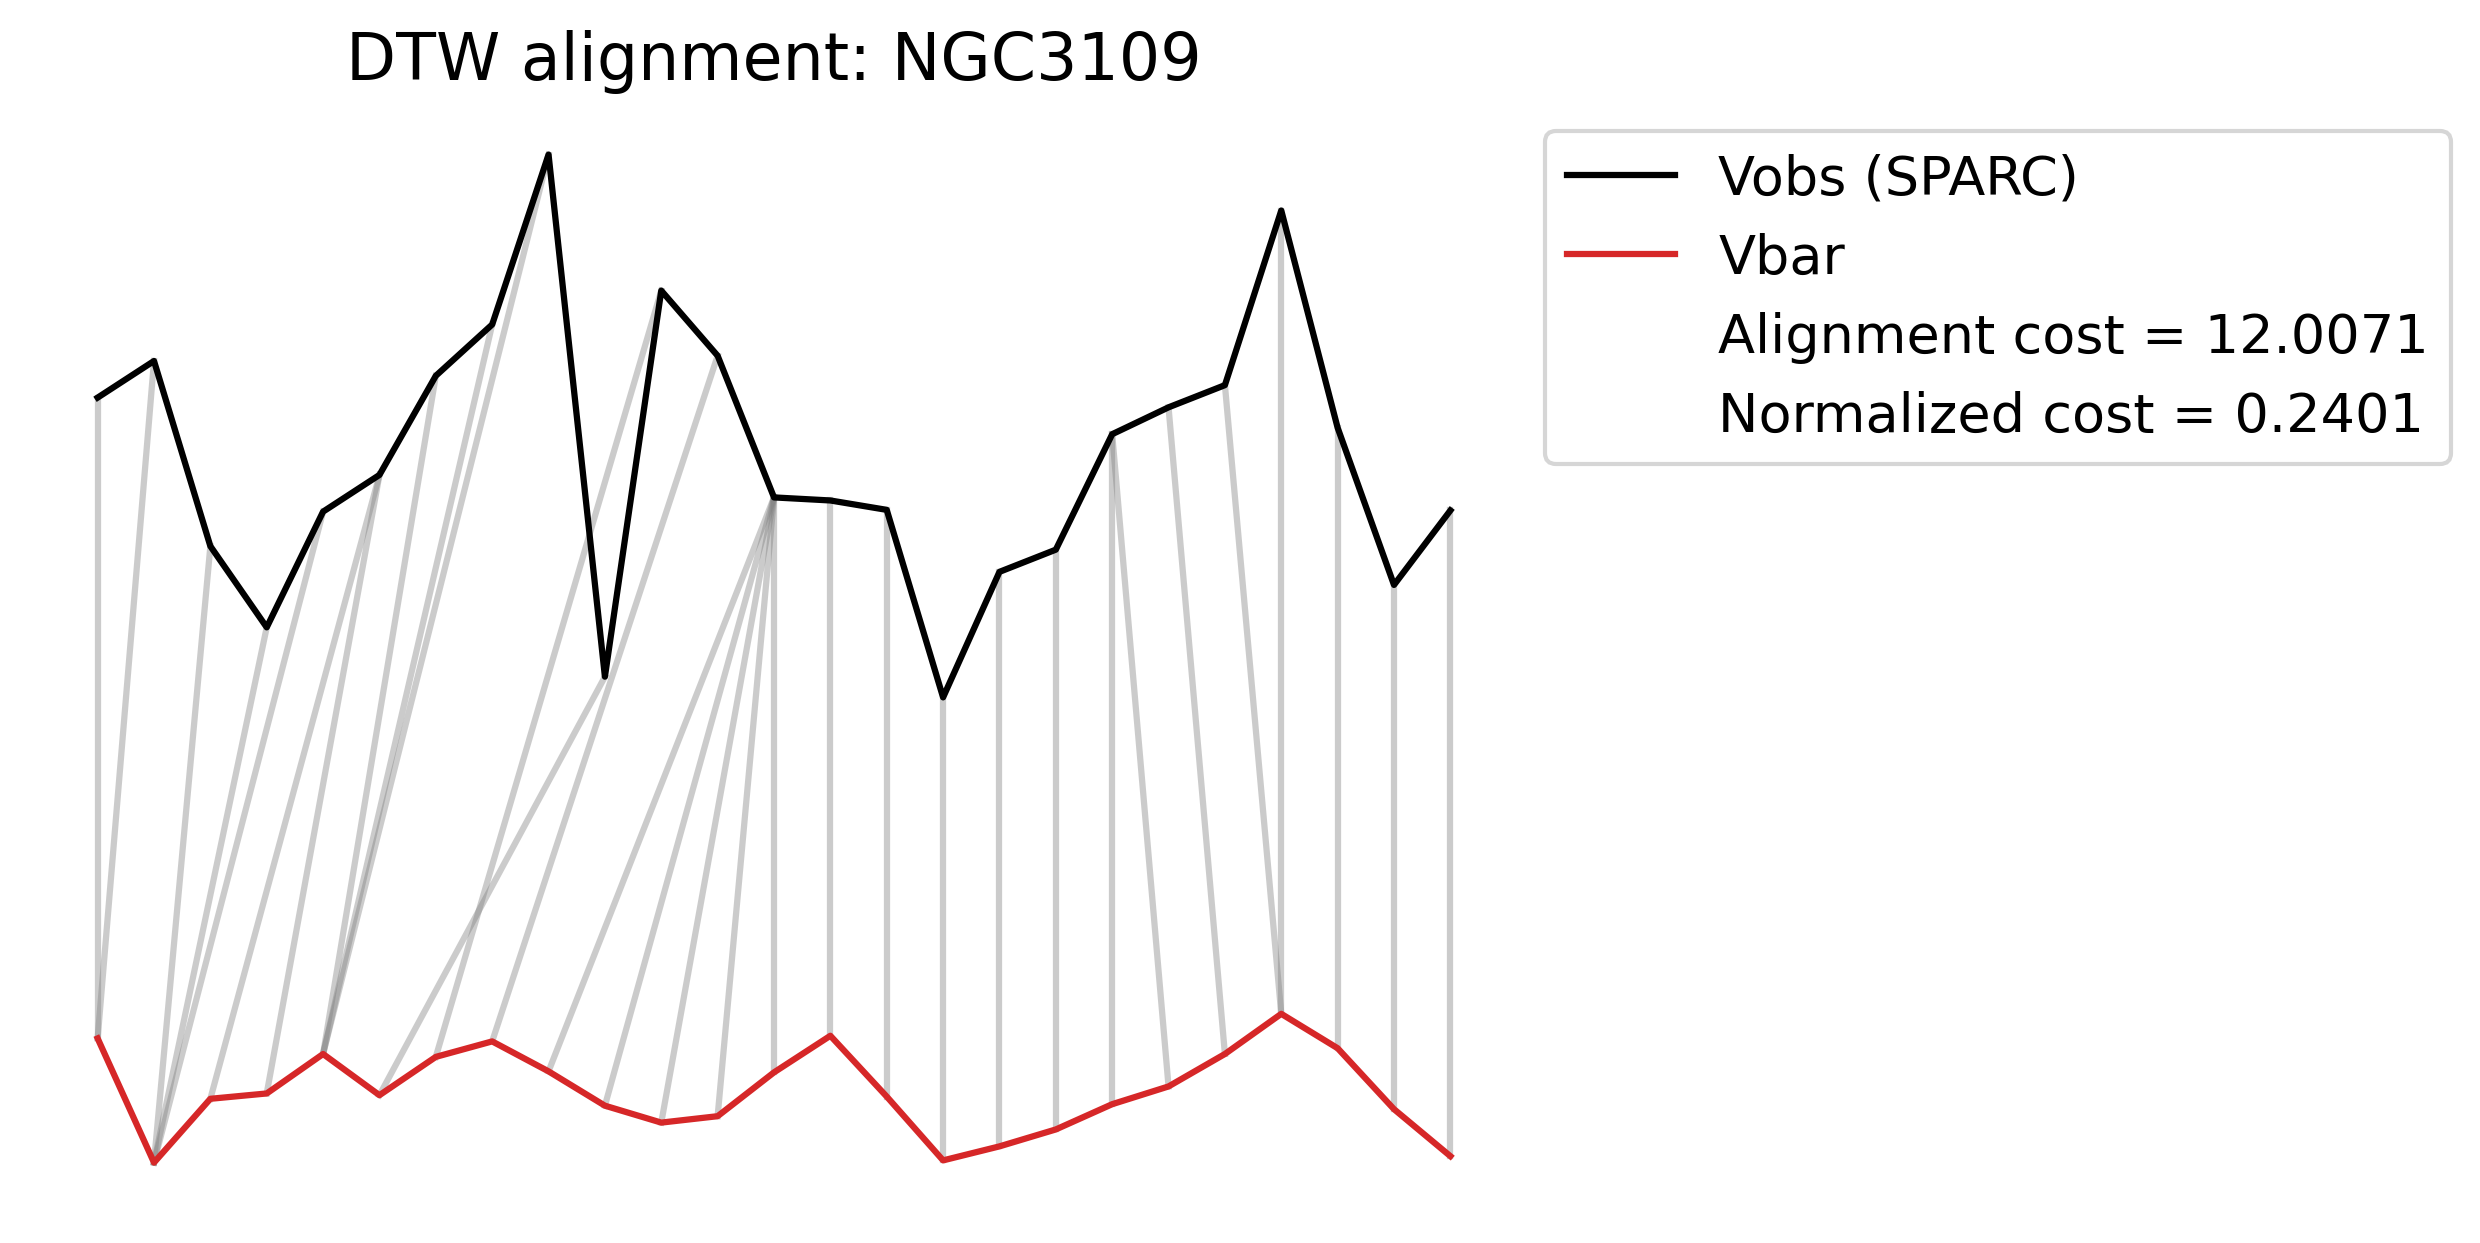 DTW alignment: NGC3109
Vobs (SPARC)
Vbar
Alignment cost = 12.0071
Normalized cost = 0.2401